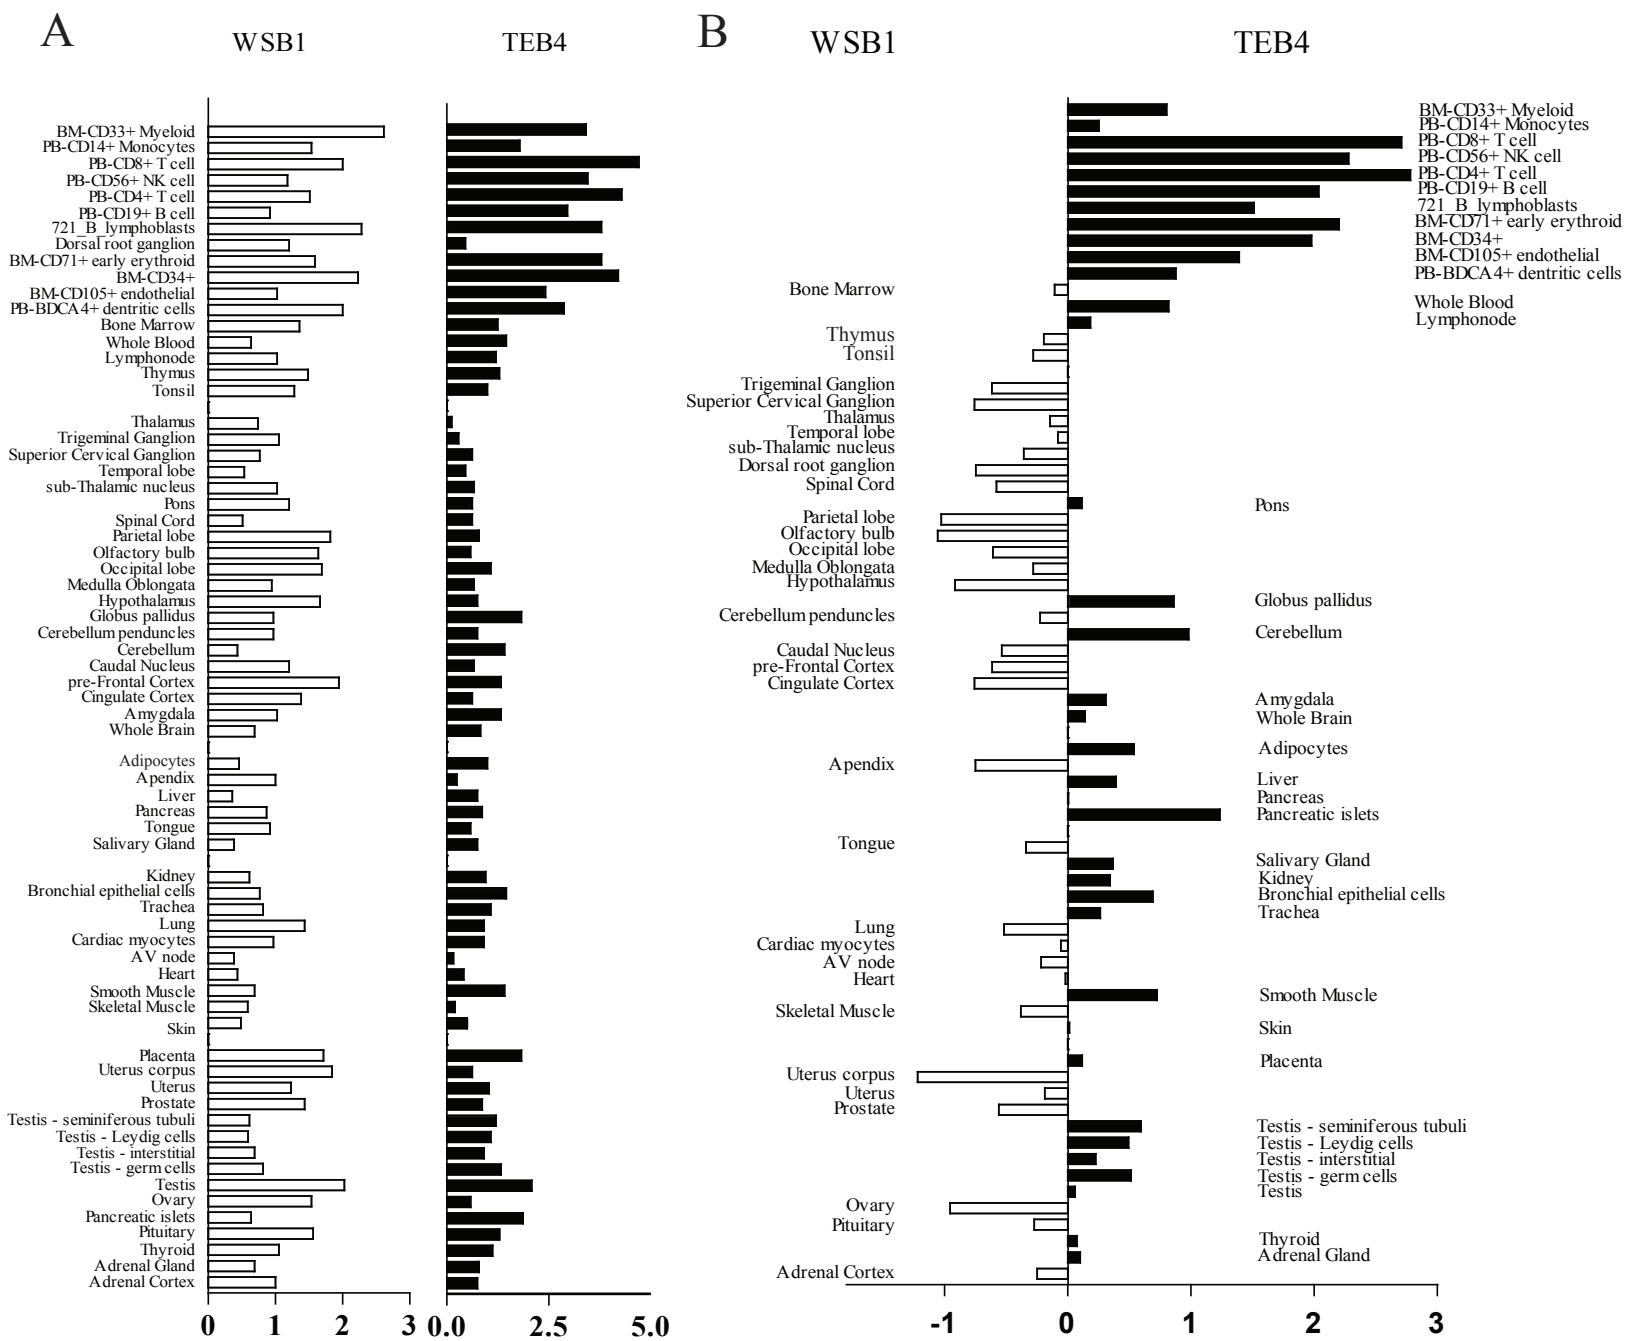 A
WSB1
TEB4
BM-CD33+ Myeloid
PB-CD14+ Monocytes
PB-CD8+ T cell
PB-CD56+ NK cell
PB-CD4+ T cell
PB-CD19+ B cell
721_B_lymphoblasts
Dorsal root ganglion
BM-CD71+ early erythroid
BM-CD34+
BM-CD105+ endothelial
PB-BDCA4+ dentritic cells
Bone Marrow
Whole Blood
Lymphonode
Thymus
Tonsil
Thalamus
Trigeminal Ganglion
Superior Cervical Ganglion
Temporal lobe
sub-Thalamic nucleus
Pons
Spinal Cord
Parietal lobe
Olfactory bulb
Occipital lobe
Medulla Oblongata
Hypothalamus
Globus pallidus
Cerebellum penduncles
Cerebellum
Caudal Nucleus
pre-Frontal Cortex
Cingulate Cortex
Amygdala
Whole Brain
Adipocytes
Apendix
Liver
Pancreas
Tongue
Salivary Gland
Kidney
Bronchial epithelial cells
Trachea
Lung
Cardiac myocytes
AV node
Heart
Smooth Muscle
Skeletal Muscle
Skin
Placenta
Uterus corpus
Uterus
Prostate
Testis - seminiferous tubuli
Testis - Leydig cells
Testis - interstitial
Testis - germ cells
Testis
Ovary
Pancreatic islets
Pituitary
Thyroid
Adrenal Gland
Adrenal Cortex
0 1 2 3
0.0 2.5 5.0
B
WSB1
TEB4
BM-CD33+ Myeloid
PB-CD14+ Monocytes
PB-CD8+ T cell
PB-CD56+ NK cell
PB-CD4+ T cell
PB-CD19+ B cell
721_B_lymphoblasts
BM-CD71+ early erythroid
BM-CD34+
BM-CD105+ endothelial
PB-BDCA4+ dentritic cells
Bone Marrow
Whole Blood
Lymphonode
Thymus
Tonsil
Trigeminal Ganglion
Superior Cervical Ganglion
Thalamus
Temporal lobe
sub-Thalamic nucleus
Dorsal root ganglion
Spinal Cord
Pons
Parietal lobe
Olfactory bulb
Occipital lobe
Medulla Oblongata
Hypothalamus
Globus pallidus
Cerebellum penduncles
Cerebellum
Caudal Nucleus
pre-Frontal Cortex
Cingulate Cortex
Amygdala
Whole Brain
Adipocytes
Apendix
Liver
Pancreas
Pancreatic islets
Tongue
Salivary Gland
Kidney
Bronchial epithelial cells
Trachea
Lung
Cardiac myocytes
AV node
Heart
Smooth Muscle
Skeletal Muscle
Skin
Placenta
Uterus corpus
Uterus
Prostate
Testis - seminiferous tubuli
Testis - Leydig cells
Testis - interstitial
Testis - germ cells
Testis
Ovary
Pituitary
Thyroid
Adrenal Gland
Adrenal Cortex
-1 0 1 2 3